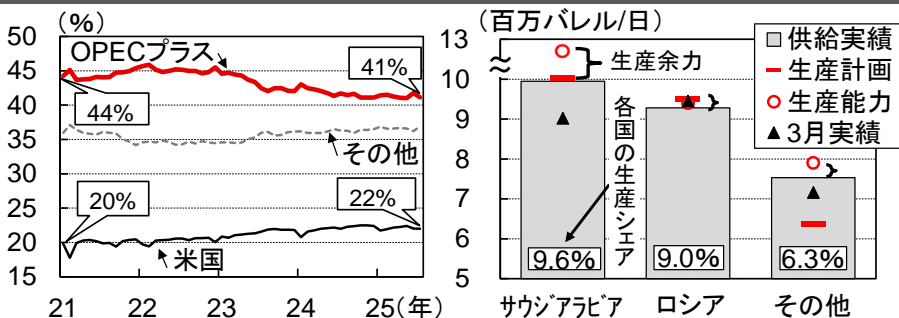 (%)
50
45
40
35
30
25
20
15
OPECプラス
41%
44%
その他
20%
22%
米国
21 22 23 24 25(年)
(百万バレル/日)
13
10
9
8
7
6
5
生産余力
各国の生産シェア
供給実績
生産計画
生産能力
3月実績
9.6% 9.0% 6.3%
サウジアラビア ロシア その他